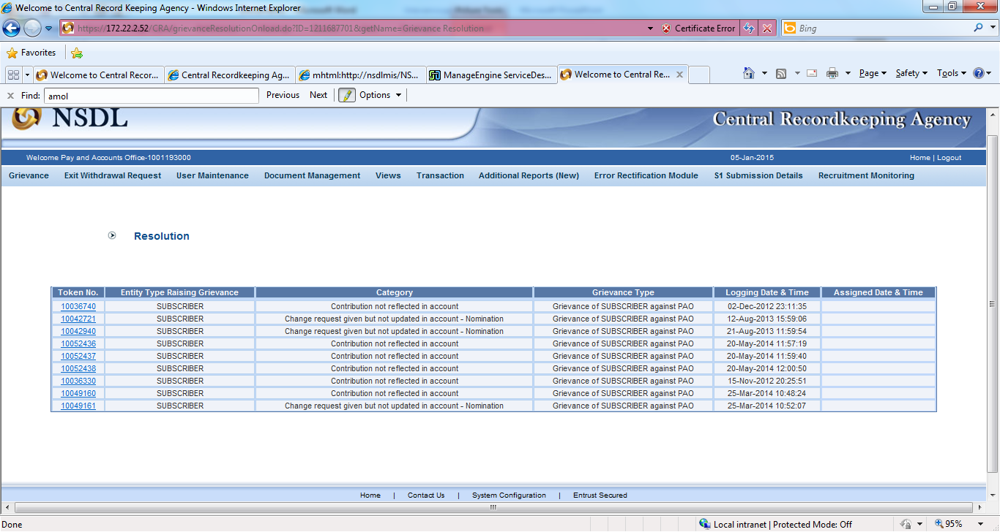 Welcome to Central Record Keeping Agency - Windows Internet Explorer
https://172.22.2.52/CRA/grievanceResolutionOnload.do?ID=1211687701&getName=Grievance Resolution Certificate Error Bing
Favorites
Welcome to Central Recor... Central Recordkeeping Ag... mhtml:http://nsdlmis/NS... ManageEngine ServiceDes... Welcome to Central Re... Page Safety Tools
Find: amol Previous Next Options
NSDL Central Recordkeeping Agency
Welcome Pay and Accounts Office-1001193000 05-Jan-2015 Home | Logout
Grievance Exit Withdrawal Request User Maintenance Document Management Views Transaction Additional Reports (New) Error Rectification Module S1 Submission Details Recruitment Monitoring
Resolution
Token No. Entity Type Raising Grievance Category Grievance Type Logging Date & Time Assigned Date & Time
10036740 SUBSCRIBER Contribution not reflected in account Grievance of SUBSCRIBER against PAO 02-Dec-2012 23:11:35
10042721 SUBSCRIBER Change request given but not updated in account - Nomination Grievance of SUBSCRIBER against PAO 12-Aug-2013 15:59:06
10042940 SUBSCRIBER Change request given but not updated in account - Nomination Grievance of SUBSCRIBER against PAO 21-Aug-2013 11:59:54
10052436 SUBSCRIBER Contribution not reflected in account Grievance of SUBSCRIBER against PAO 20-May-2014 11:57:19
10052437 SUBSCRIBER Contribution not reflected in account Grievance of SUBSCRIBER against PAO 20-May-2014 11:59:40
10052438 SUBSCRIBER Contribution not reflected in account Grievance of SUBSCRIBER against PAO 20-May-2014 12:00:50
10036330 SUBSCRIBER Contribution not reflected in account Grievance of SUBSCRIBER against PAO 15-Nov-2012 20:25:51
10049160 SUBSCRIBER Contribution not reflected in account Grievance of SUBSCRIBER against PAO 25-Mar-2014 10:48:24
10049161 SUBSCRIBER Change request given but not updated in account - Nomination Grievance of SUBSCRIBER against PAO 25-Mar-2014 10:52:07
Home | Contact Us | System Configuration | Entrust Secured
Done Local intranet | Protected Mode: Off 95%